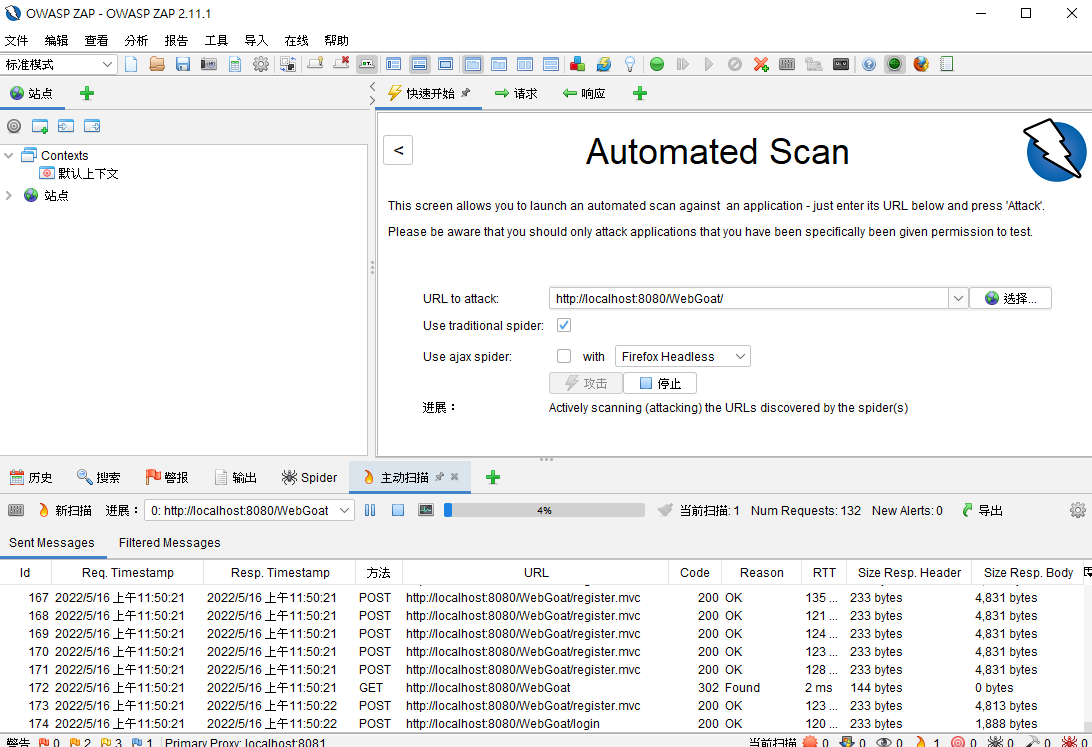 OWASP ZAP - OWASP ZAP 2.11.1
文件 编辑 查看 分析 报告 工具 导入 在线 帮助
标准模式
站点
快速开始 请求 响应
Contexts
默认上下文
站点
<
Automated Scan
This screen allows you to launch an automated scan against an application - just enter its URL below and press 'Attack'.
Please be aware that you should only attack applications that you have been specifically been given permission to test.
URL to attack: http://localhost:8080/WebGoat/ 选择...
Use traditional spider:
Use ajax spider: with Firefox Headless
攻击 停止
进展： Actively scanning (attacking) the URLs discovered by the spider(s)
历史 搜索 警报 输出 Spider 主动扫描
新扫描 进展： 0: http://localhost:8080/WebGoat 4% 当前扫描: 1 Num Requests: 132 New Alerts: 0 导出
Sent Messages Filtered Messages
Id Req. Timestamp Resp. Timestamp 方法 URL Code Reason RTT Size Resp. Header Size Resp. Body
167 2022/5/16 上午11:50:21 2022/5/16 上午11:50:21 POST http://localhost:8080/WebGoat/register.mvc 200 OK 135 ... 233 bytes 4,831 bytes
168 2022/5/16 上午11:50:21 2022/5/16 上午11:50:21 POST http://localhost:8080/WebGoat/register.mvc 200 OK 121 ... 233 bytes 4,831 bytes
169 2022/5/16 上午11:50:21 2022/5/16 上午11:50:21 POST http://localhost:8080/WebGoat/register.mvc 200 OK 124 ... 233 bytes 4,831 bytes
170 2022/5/16 上午11:50:21 2022/5/16 上午11:50:21 POST http://localhost:8080/WebGoat/register.mvc 200 OK 123 ... 233 bytes 4,831 bytes
171 2022/5/16 上午11:50:21 2022/5/16 上午11:50:21 POST http://localhost:8080/WebGoat/register.mvc 200 OK 128 ... 233 bytes 4,831 bytes
172 2022/5/16 上午11:50:21 2022/5/16 上午11:50:21 GET http://localhost:8080/WebGoat 302 Found 2 ms 144 bytes 0 bytes
173 2022/5/16 上午11:50:21 2022/5/16 上午11:50:22 POST http://localhost:8080/WebGoat/register.mvc 200 OK 123 ... 233 bytes 4,813 bytes
174 2022/5/16 上午11:50:22 2022/5/16 上午11:50:22 POST http://localhost:8080/WebGoat/login 200 OK 120 ... 233 bytes 1,888 bytes
警告 0 2 3 1 Primary Proxy: localhost:8081 当前扫描 0 0 0 1 0 0 0 0